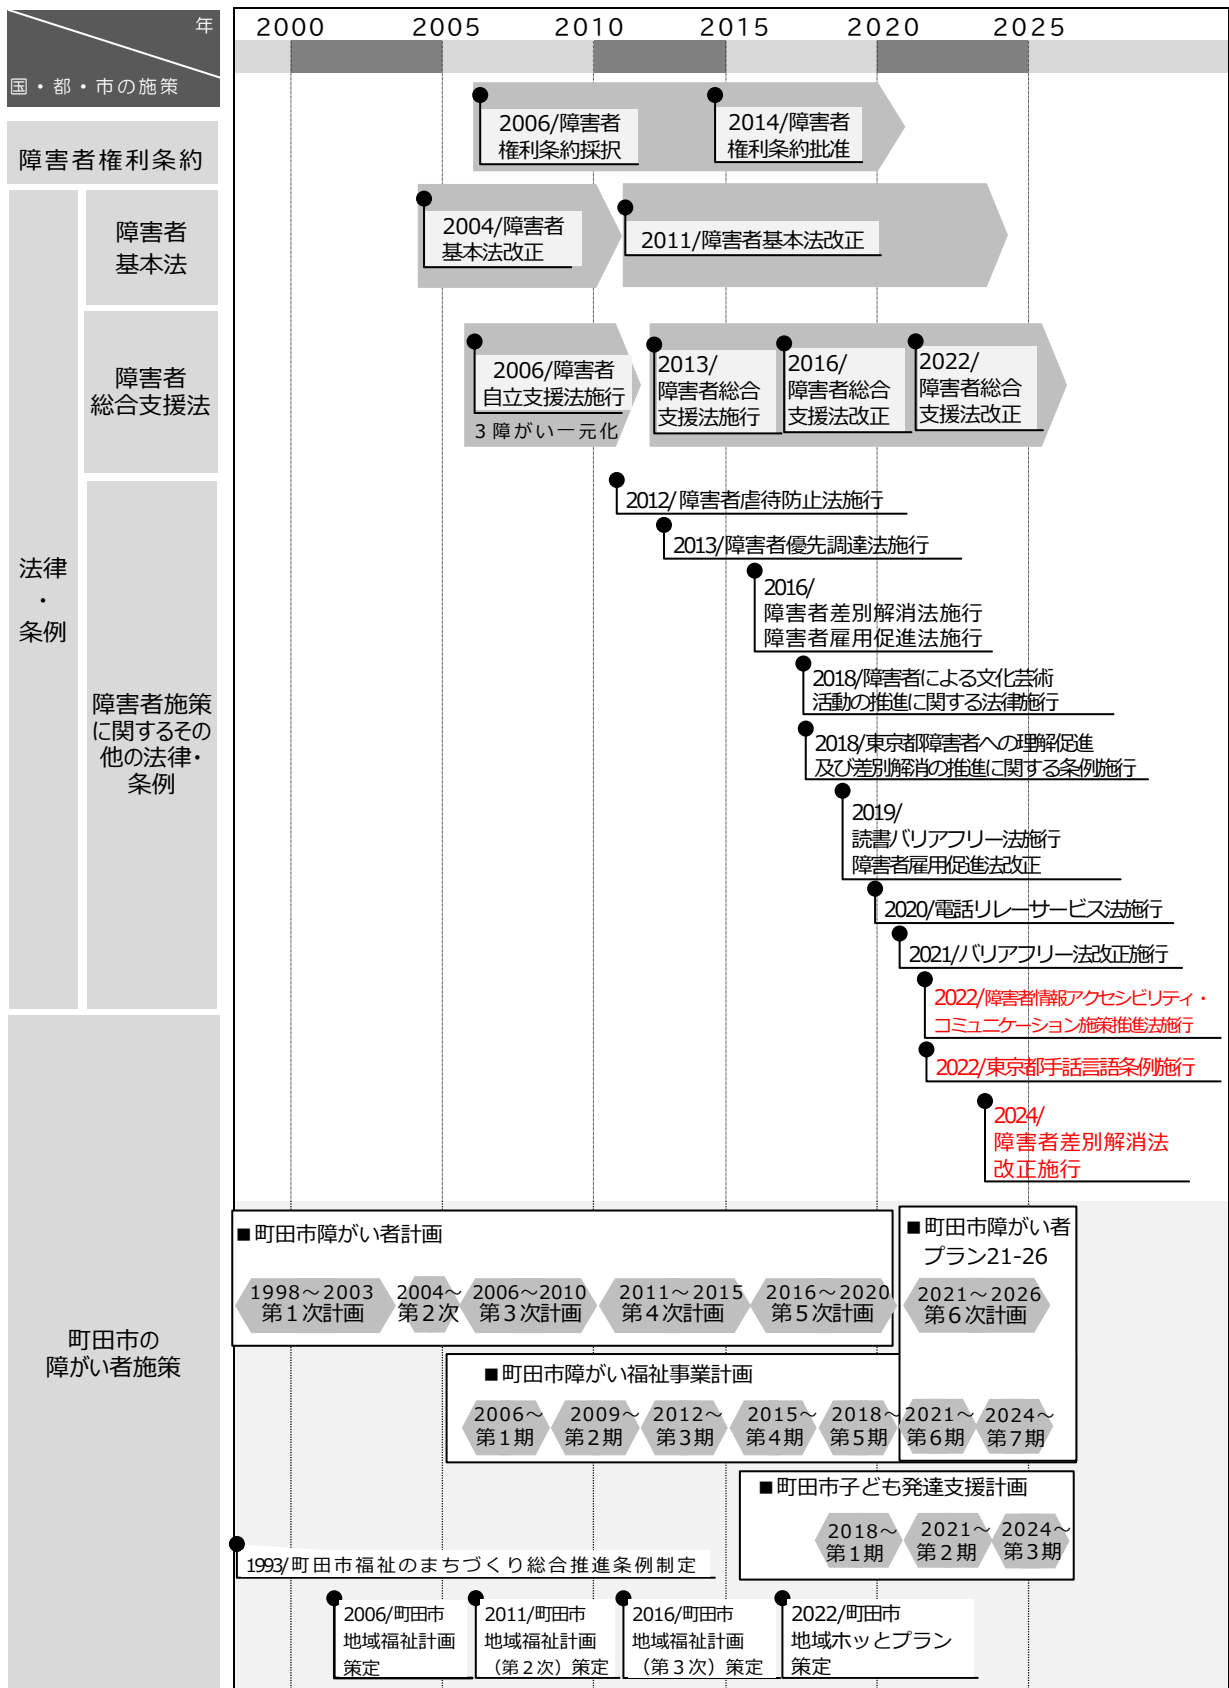 年
国・都・市の施策
2000 2005 2010 2015 2020 2025
障害者権利条約
2006/障害者
権利条約採択
2014/障害者
権利条約批准
法律
・
条例
障害者
基本法
2004/障害者
基本法改正
2011/障害者基本法改正
障害者
総合支援法
2006/障害者
自立支援法施行
3障がい一元化
2013/
障害者総合
支援法施行
2016/
障害者総合
支援法改正
2022/
障害者総合
支援法改正
障害者施策
に関するその
他の法律・
条例
2012/障害者虐待防止法施行
2013/障害者優先調達法施行
2016/
障害者差別解消法施行
障害者雇用促進法施行
2018/障害者による文化芸術
活動の推進に関する法律施行
2018/東京都障害者への理解促進
及び差別解消の推進に関する条例施行
2019/
読書バリアフリー法施行
障害者雇用促進法改正
2020/電話リレーサービス法施行
2021/バリアフリー法改正施行
2022/障害者情報アクセシビリティ・
コミュニケーション施策推進法施行
2022/東京都手話言語条例施行
2024/
障害者差別解消法
改正施行
町田市の
障がい者施策
■町田市障がい者計画
1998～2003
第1次計画
2004～
第2次
2006～2010
第3次計画
2011～2015
第4次計画
2016～2020
第5次計画
■町田市障がい者
プラン21-26
2021～2026
第6次計画
■町田市障がい福祉事業計画
2006～
第1期
2009～
第2期
2012～
第3期
2015～
第4期
2018～
第5期
2021～
第6期
2024～
第7期
■町田市子ども発達支援計画
2018～
第1期
2021～
第2期
2024～
第3期
1993/町田市福祉のまちづくり総合推進条例制定
2006/町田市
地域福祉計画
策定
2011/町田市
地域福祉計画
（第2次）策定
2016/町田市
地域福祉計画
（第3次）策定
2022/町田市
地域ホッとプラン
策定